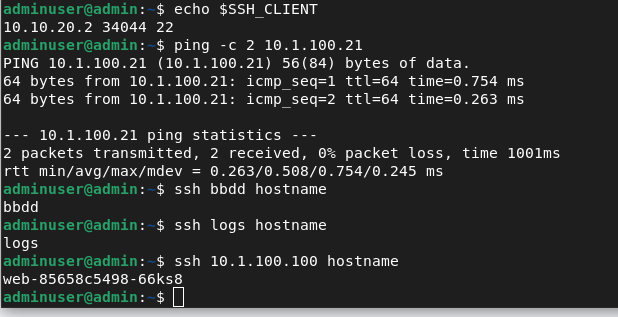 adminuser@admin:~$ echo $SSH_CLIENT
10.10.20.2 34044 22
adminuser@admin:~$ ping -c 2 10.1.100.21
PING 10.1.100.21 (10.1.100.21) 56(84) bytes of data.
64 bytes from 10.1.100.21: icmp_seq=1 ttl=64 time=0.754 ms
64 bytes from 10.1.100.21: icmp_seq=2 ttl=64 time=0.263 ms
--- 10.1.100.21 ping statistics ---
2 packets transmitted, 2 received, 0% packet loss, time 1001ms
rtt min/avg/max/mdev = 0.263/0.508/0.754/0.245 ms
adminuser@admin:~$ ssh bbdd hostname
bbdd
adminuser@admin:~$ ssh logs hostname
logs
adminuser@admin:~$ ssh 10.1.100.100 hostname
web-85658c5498-66ks8
adminuser@admin:~$